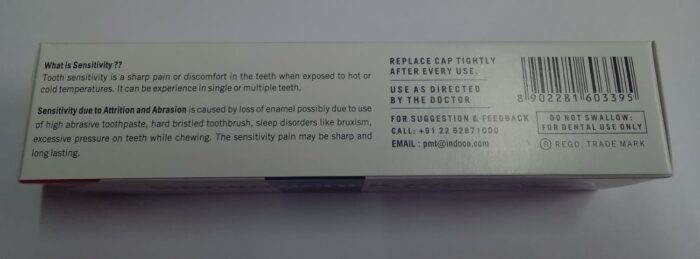 What is Sensitivity ??
Tooth sensitivity is a sharp pain or discomfort in the teeth when exposed to hot or
cold temperatures. It can be experience in single or multiple teeth.
Sensitivity due to Attrition and Abrasion is caused by loss of enamel possibly due to use
of high abrasive toothpaste, hard bristled toothbrush, sleep disorders like bruxism,
excessive pressure on teeth while chewing. The sensitivity pain may be sharp and
long lasting.
REPLACE CAP TIGHTLY
AFTER EVERY USE.
USE AS DIRECTED
BY THE DOCTOR
FOR SUGGESTION & FEEDBACK
CALL: +91 22 62871000
EMAIL : pmt@indoco.com
8 902281 603395
DO NOT SWALLOW:
FOR DENTAL USE ONLY
® REGD. TRADE MARK